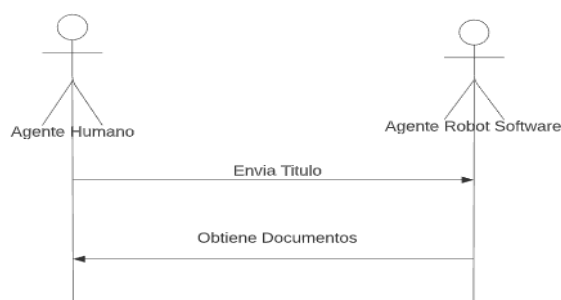 Agente Humano
Agente Robot Software
Envia Titulo
Obtiene Documentos